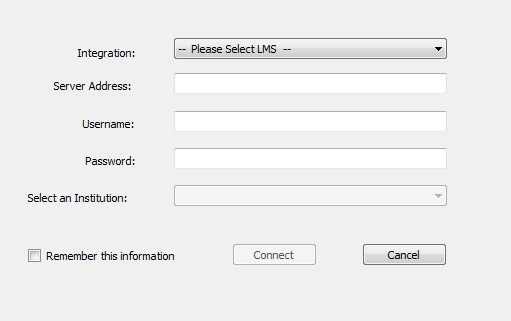 Integration: -- Please Select LMS --
Server Address:
Username:
Password:
Select an Institution:
Remember this information Connect Cancel